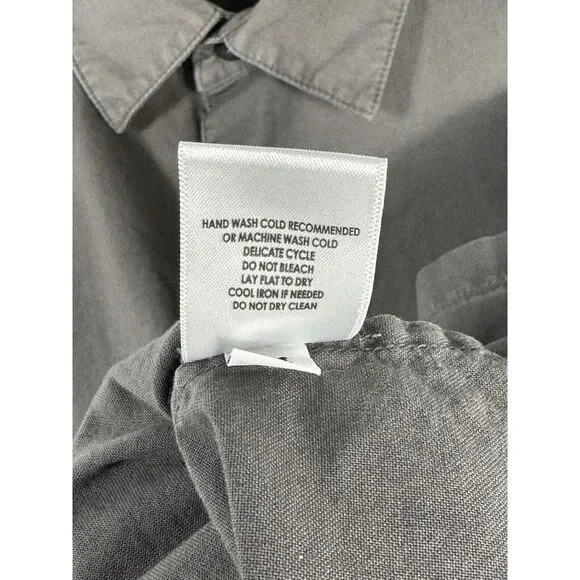 HAND WASH COLD RECOMMENDED
OR MACHINE WASH COLD
DELICATE CYCLE
DO NOT BLEACH
LAY FLAT TO DRY
COOL IRON IF NEEDED
DO NOT DRY CLEAN